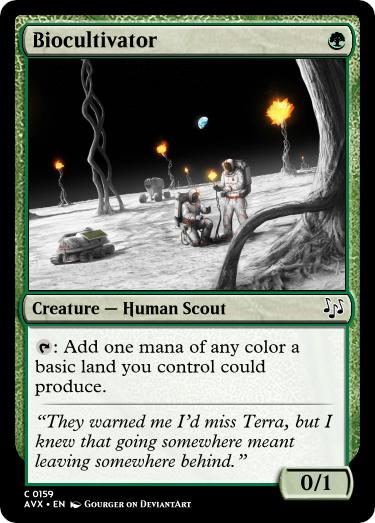 Biocultivator
Creature — Human Scout
: Add one mana of any color a
basic land you control could
produce.
“They warned me I’d miss Terra, but I
knew that going somewhere meant
leaving somewhere behind.”
0/1
C 0159
AVX • EN Gourger on DeviantArt